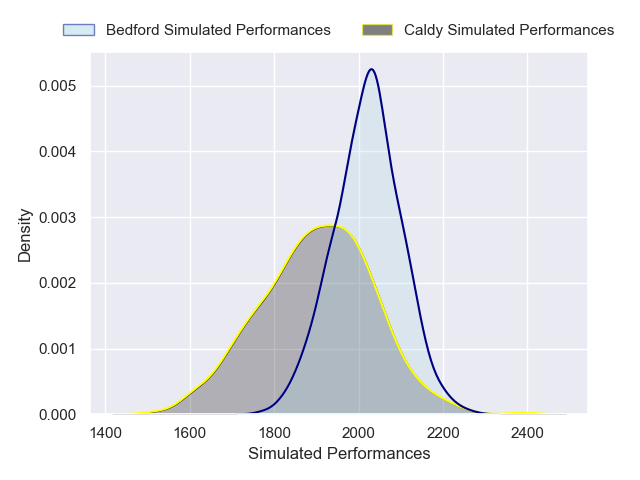 Bedford Simulated Performances Caldy Simulated Performances
0.005
0.004
0.003
0.002
0.001
0.000
Density
1400 1600 1800 2000 2200 2400
Simulated Performances